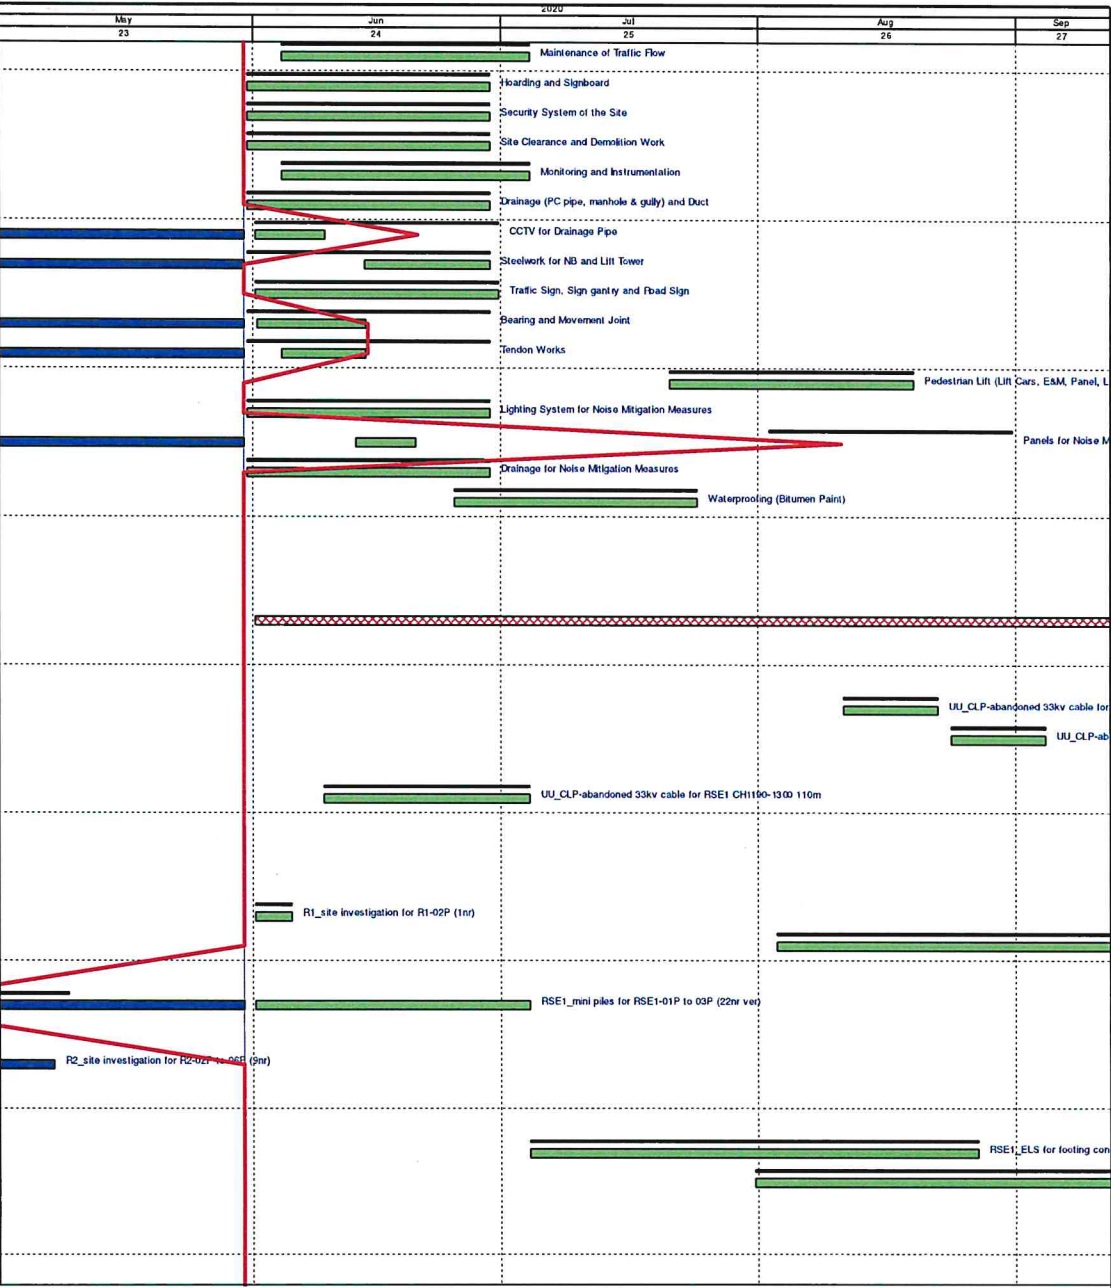 2020
May Jun Jul Aug Sep
23 24 25 26 27
Maintenance of Traffic Flow
Hoarding and Signboard
Security System of the Site
Site Clearance and Demolition Work
Monitoring and Instrumentation
Drainage (PC pipe, manhole & gully) and Duct
CCTV for Drainage Pipe
Steelwork for NB and Lift Tower
Traffic Sign, Sign gantry and Road Sign
Bearing and Movement Joint
Tendon Works
Pedestrian Lift (Lift Cars, E&M, Panel, L
Lighting System for Noise Mitigation Measures
Panels for Noise M
Drainage for Noise Mitigation Measures
Waterproofing (Bitumen Paint)
UU_CLP-abandoned 33kv cable for
UU_CLP-ab
UU_CLP-abandoned 33kv cable for RSE1 CH1190-1300 110m
R1_site investigation for R1-02P (1nr)
RSE1_mini piles for RSE1-01P to 03P (22nr ver)
R2_site investigation for R2-02P to 06P (9nr)
RSE1_ELS for footing con